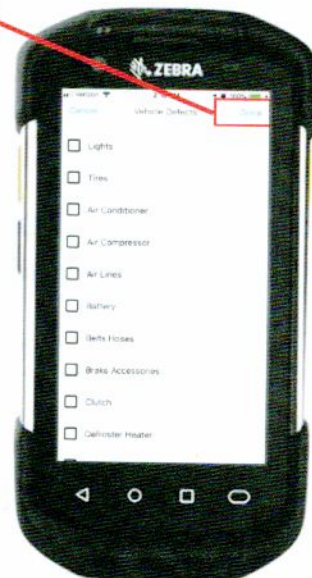 ZEBRA
Cancel Vehicle Defects Done
Lights
Tires
Air Conditioner
Air Compressor
Air Lines
Battery
Belts Hoses
Brake Accessories
Clutch
Defroster Heater